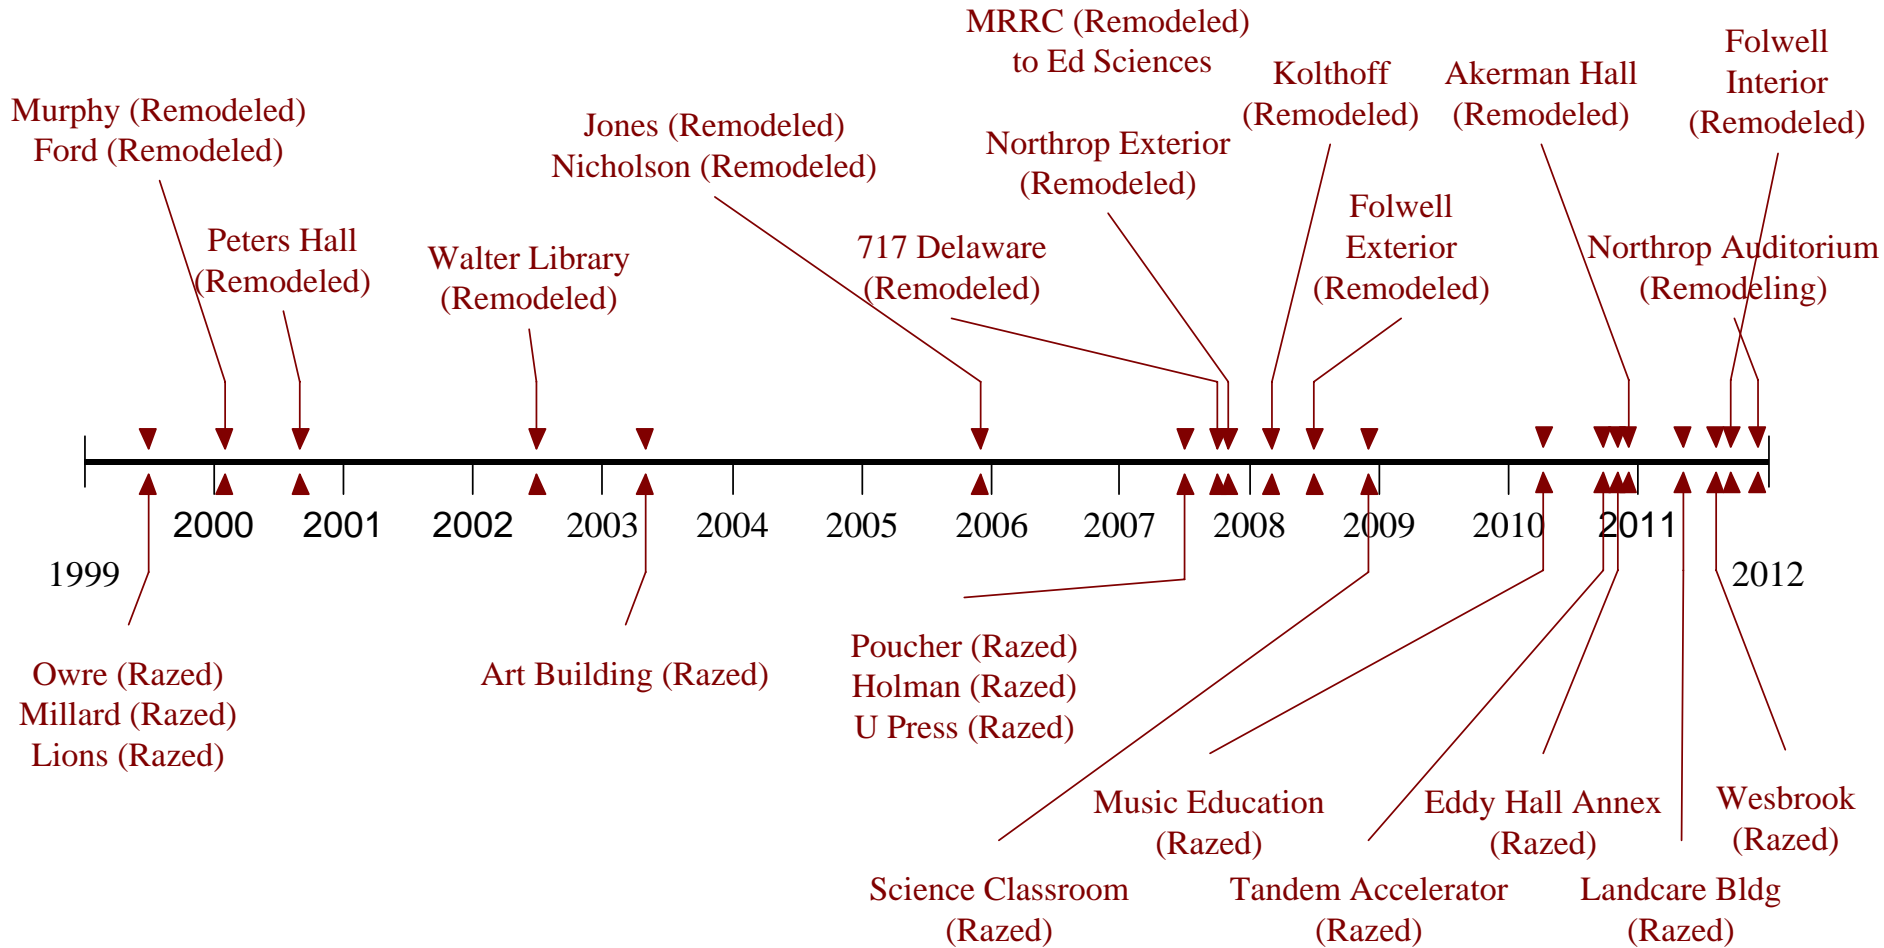 MRRC (Remodeled)
to Ed Sciences
Folwell
Interior
(Remodeled)
Kolthoff
(Remodeled)
Akerman Hall
(Remodeled)
Murphy (Remodeled)
Ford (Remodeled)
Jones (Remodeled)
Nicholson (Remodeled)
Northrop Exterior
(Remodeled)
Folwell
Exterior
(Remodeled)
Peters Hall
(Remodeled)
Walter Library
(Remodeled)
717 Delaware
(Remodeled)
Northrop Auditorium
(Remodeling)
2000 2001 2002 2003 2004 2005 2006 2007 2008 2009 2010 2011
1999 2012
Owre (Razed)
Millard (Razed)
Lions (Razed)
Art Building (Razed)
Poucher (Razed)
Holman (Razed)
U Press (Razed)
Music Education
(Razed)
Eddy Hall Annex
(Razed)
Wesbrook
(Razed)
Science Classroom
(Razed)
Tandem Accelerator
(Razed)
Landcare Bldg
(Razed)